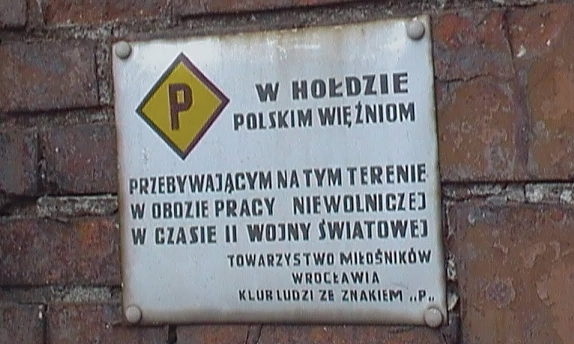 P
W HOŁDZIE
POLSKIM WIĘŹNIOM
PRZEBYWAJĄCYM NA TYM TERENIE
W OBOZIE PRACY NIEWOLNICZEJ
W CZASIE II WOJNY ŚWIATOWEJ
TOWARZYSTWO MIŁOŚNIKÓW
WROCŁAWIA
KLUB LUDZI ZE ZNAKIEM „P„